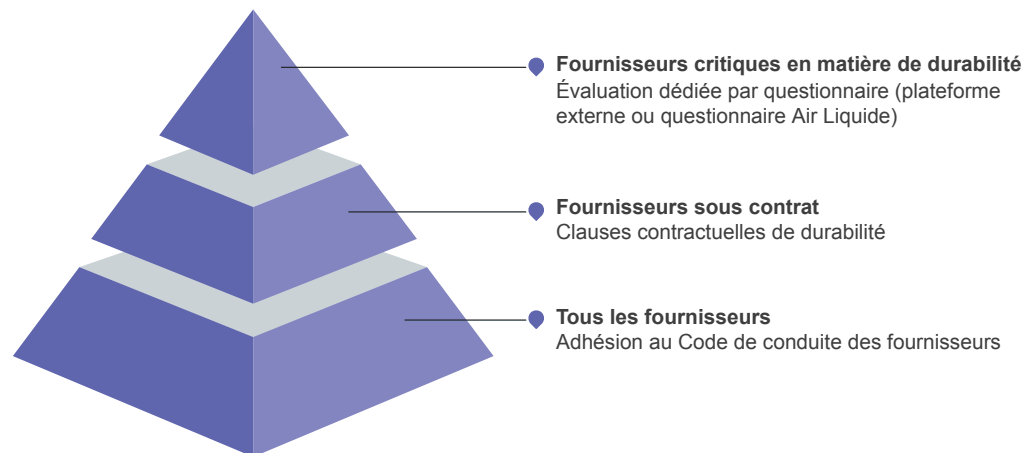 Fournisseurs critiques en matière de durabilité
Évaluation dédiée par questionnaire (plateforme
externe ou questionnaire Air Liquide)
Fournisseurs sous contrat
Clauses contractuelles de durabilité
Tous les fournisseurs
Adhésion au Code de conduite des fournisseurs